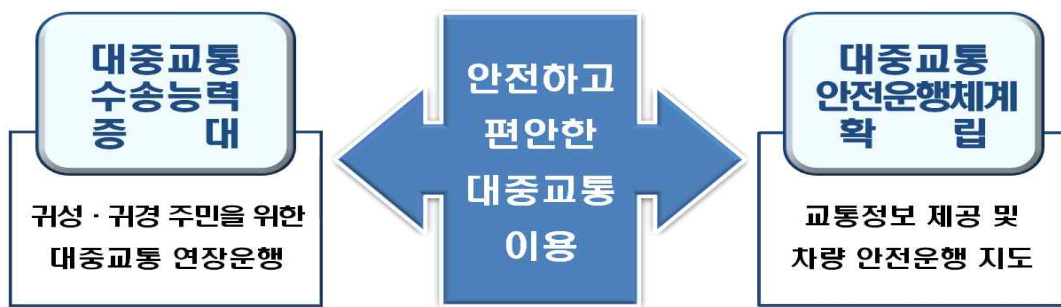 대중교통
수송능력
증 대
귀성 · 귀경 주민을 위한
대중교통 연장운행
안전하고
편안한
대중교통
이용
대중교통
안전운행체계
확 립
교통정보 제공 및
차량 안전운행 지도